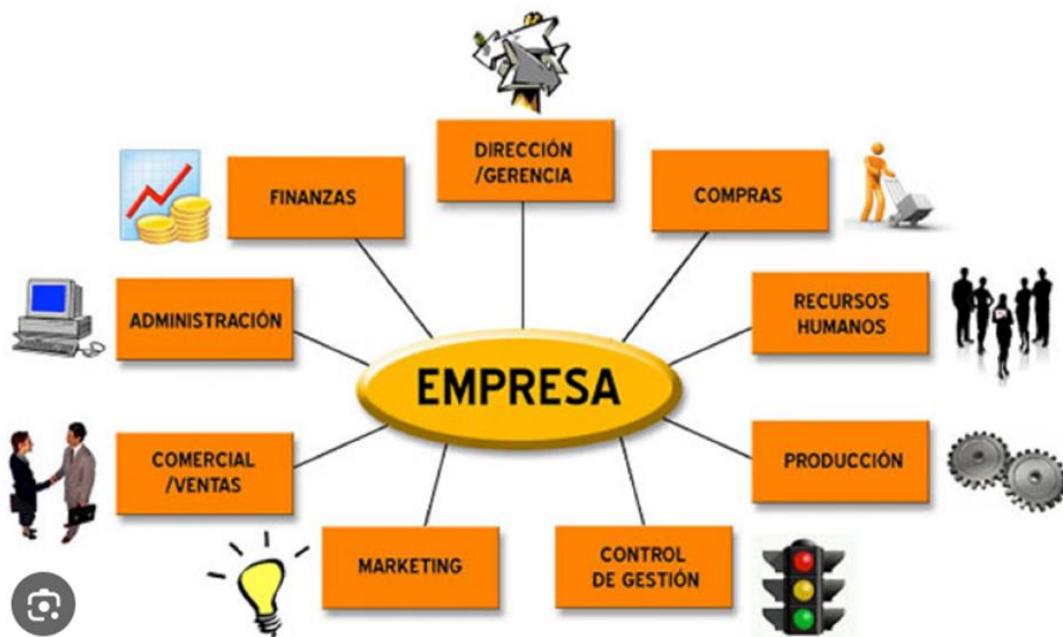 DIRECCIÓN
/GERENCIA
FINANZAS
COMPRAS
ADMINISTRACIÓN
RECURSOS
HUMANOS
EMPRESA
COMERCIAL
/VENTAS
PRODUCCIÓN
MARKETING
CONTROL
DE GESTIÓN